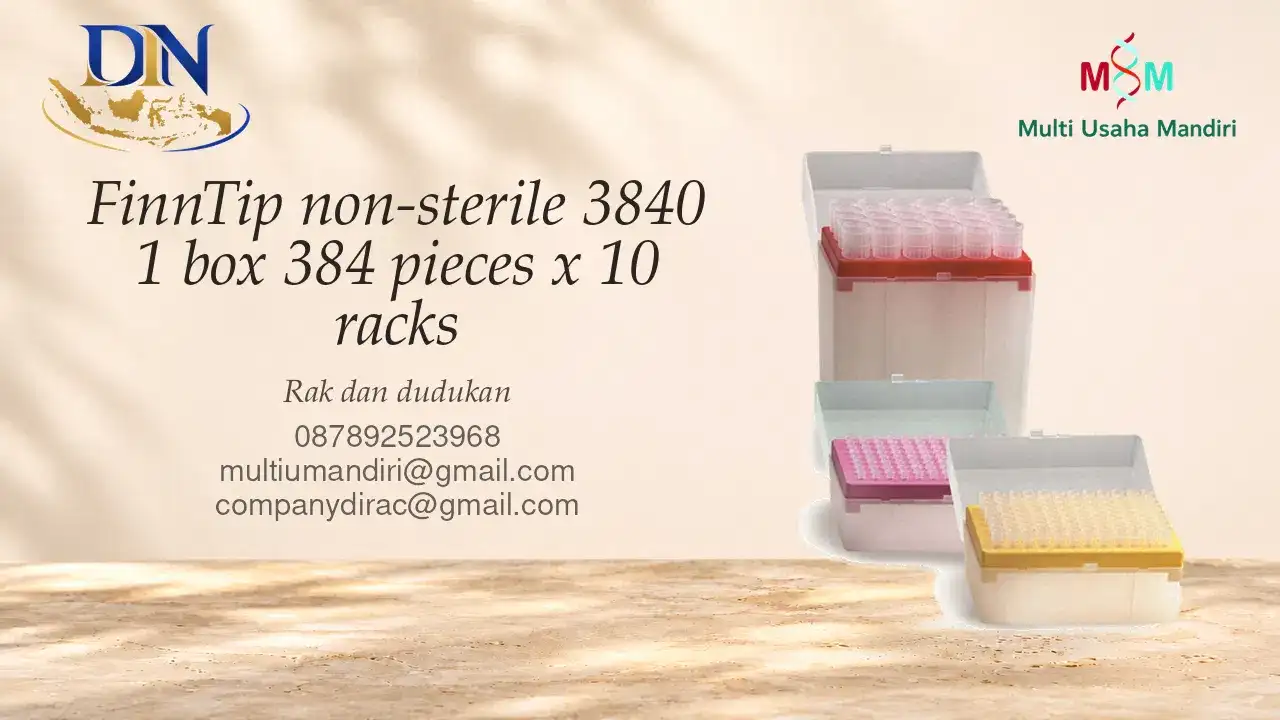 DIN
MSM
Multi Usaha Mandiri
FinnTip non-sterile 3840
1 box 384 pieces x 10
racks
Rak dan dudukan
087892523968
multiumandiri@gmail.com
companydirac@gmail.com